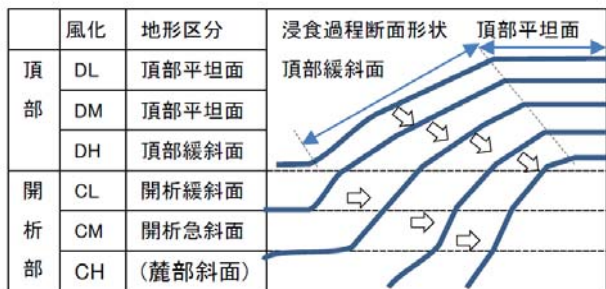 風化 地形区分 浸食過程断面形状 頂部平坦面
頂部 DL 頂部平坦面 頂部緩斜面
DM 頂部平坦面
DH 頂部緩斜面
開析部 CL 開析緩斜面
CM 開析急斜面
CH (麓部斜面)